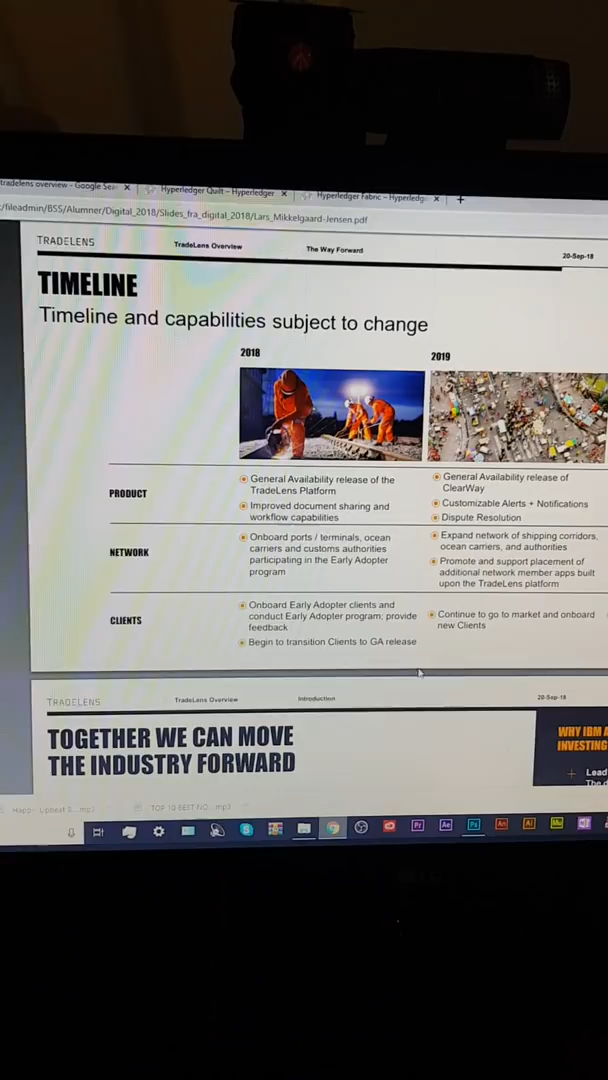 tradelens overview - Google Sea
Hyperledger Quilt – Hyperledger
Hyperledger Fabric – Hyperledg
/fileadmin/BSS/Alumner/Digital_2018/Slides_fra_digital_2018/Lars_Mikkelgaard-Jensen.pdf
TRADELENS
TradeLens Overview
The Way Forward
20-Sep-18
TIMELINE
Timeline and capabilities subject to change
2018
2019
PRODUCT
General Availability release of the
TradeLens Platform
Improved document sharing and
workflow capabilities
General Availability release of
ClearWay
Customizable Alerts + Notifications
Dispute Resolution
NETWORK
Onboard ports / terminals, ocean
carriers and customs authorities
participating in the Early Adopter
program
Expand network of shipping corridors,
ocean carriers, and authorities
Promote and support placement of
additional network member apps built
upon the TradeLens platform
CLIENTS
Onboard Early Adopter clients and
conduct Early Adopter program; provide
feedback
Begin to transition Clients to GA release
Continue to go to market and onboard
new Clients
TRADELENS
TradeLens Overview
Introduction
20-Sep-18
TOGETHER WE CAN MOVE
THE INDUSTRY FORWARD
WHY IBM A
INVESTING
+ Lead
The
TOP 10 BEST NO....mp3
Pr
Ae
Ps
An
Ai
Mu